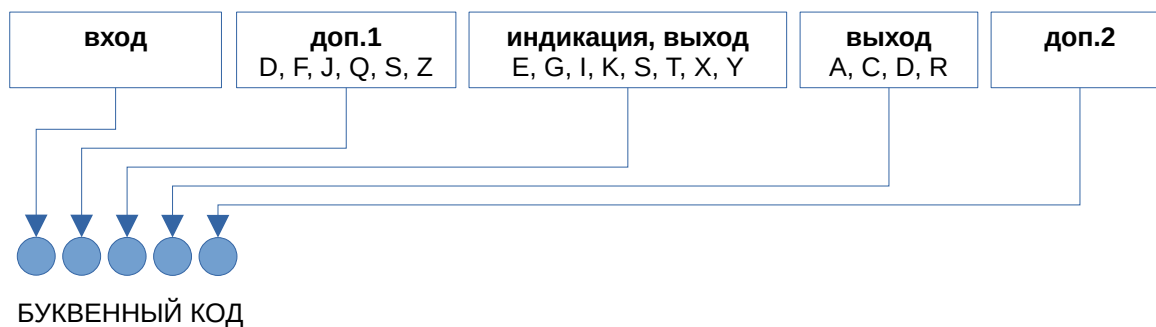 вход
доп.1
D, F, J, Q, S, Z
индикация, выход
E, G, I, K, S, T, X, Y
выход
A, C, D, R
доп.2
БУКВЕННЫЙ КОД